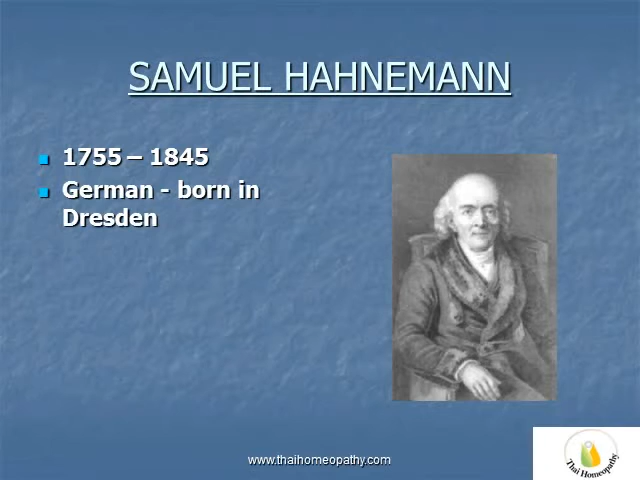 SAMUEL HAHNEMANN
1755 – 1845
German - born in
Dresden
www.thaihomeopathy.com
Thai Homeopathy